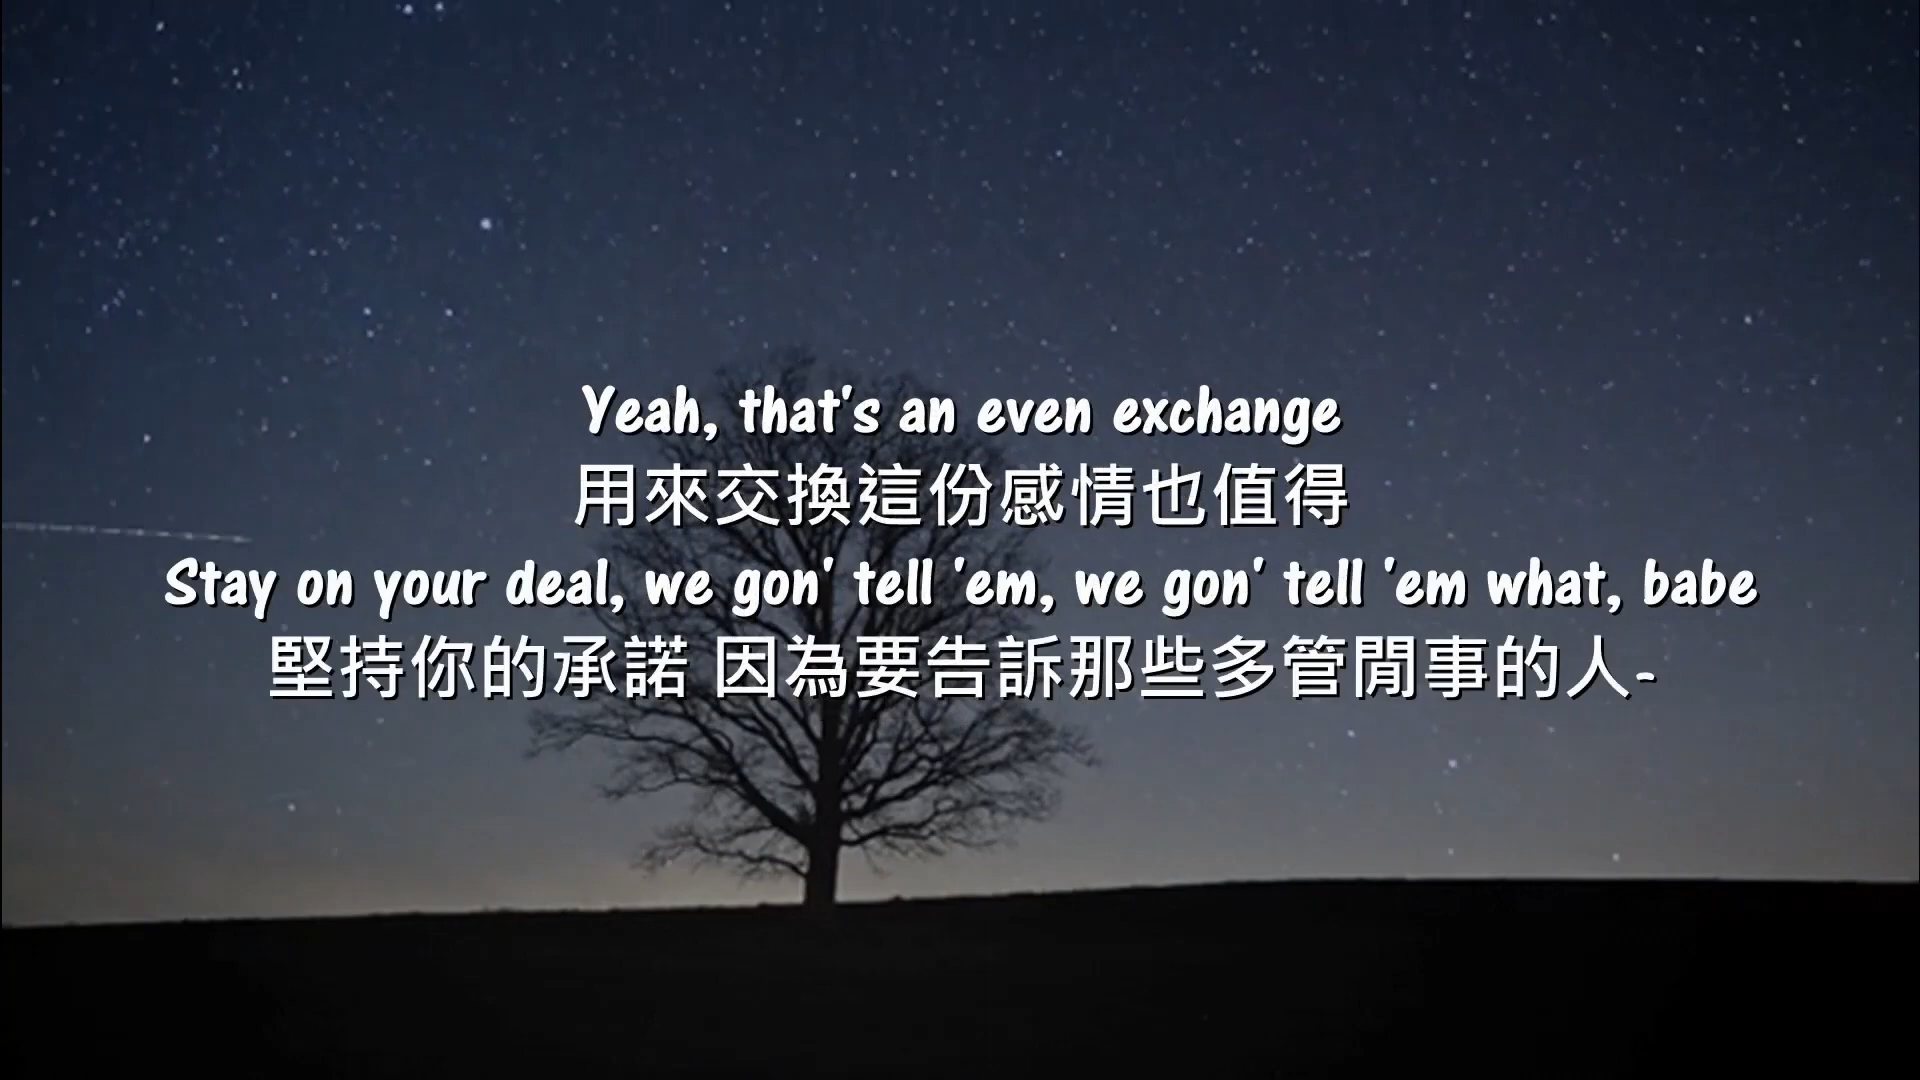 Yeah, that's an even exchange
用來交換這份感情也值得
Stay on your deal, we gon' tell 'em, we gon' tell 'em what, babe
堅持你的承諾 因為要告訴那些多管閒事的人-